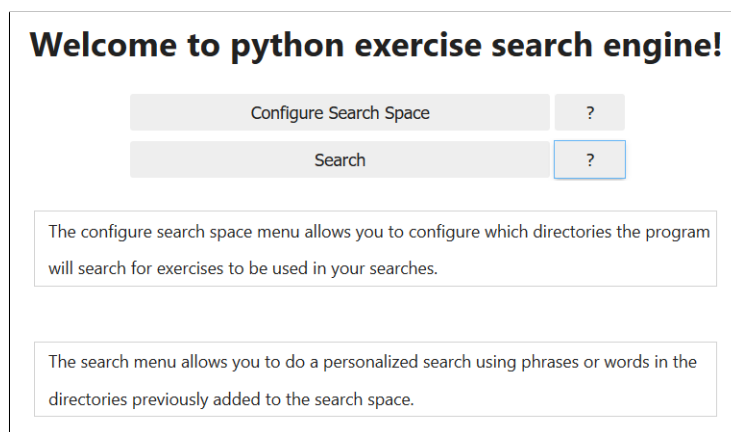 Welcome to python exercise search engine!
Configure Search Space ?
Search ?
The configure search space menu allows you to configure which directories the program
will search for exercises to be used in your searches.
The search menu allows you to do a personalized search using phrases or words in the
directories previously added to the search space.